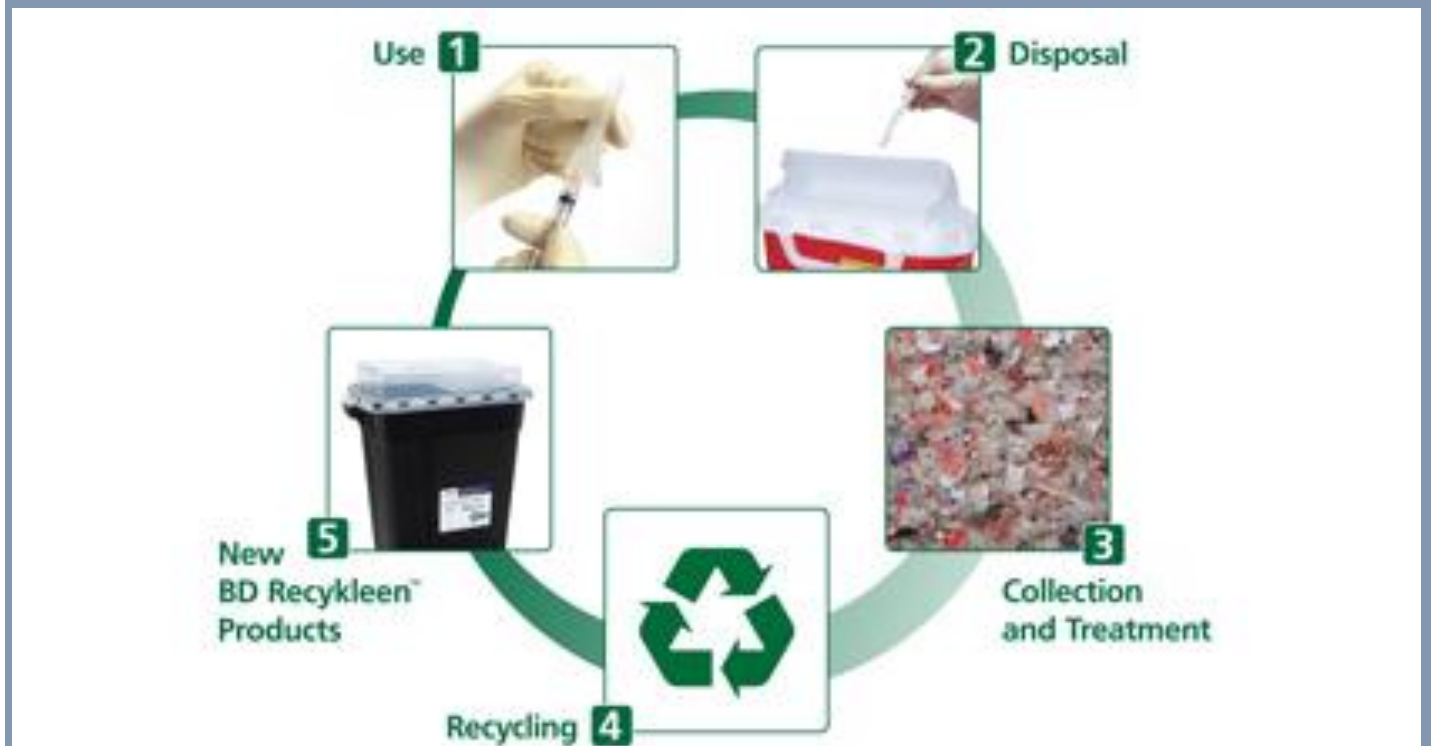 Use 1
2 Disposal
3
Collection
and Treatment
Recycling 4
5
New
BD Recykleen™
Products